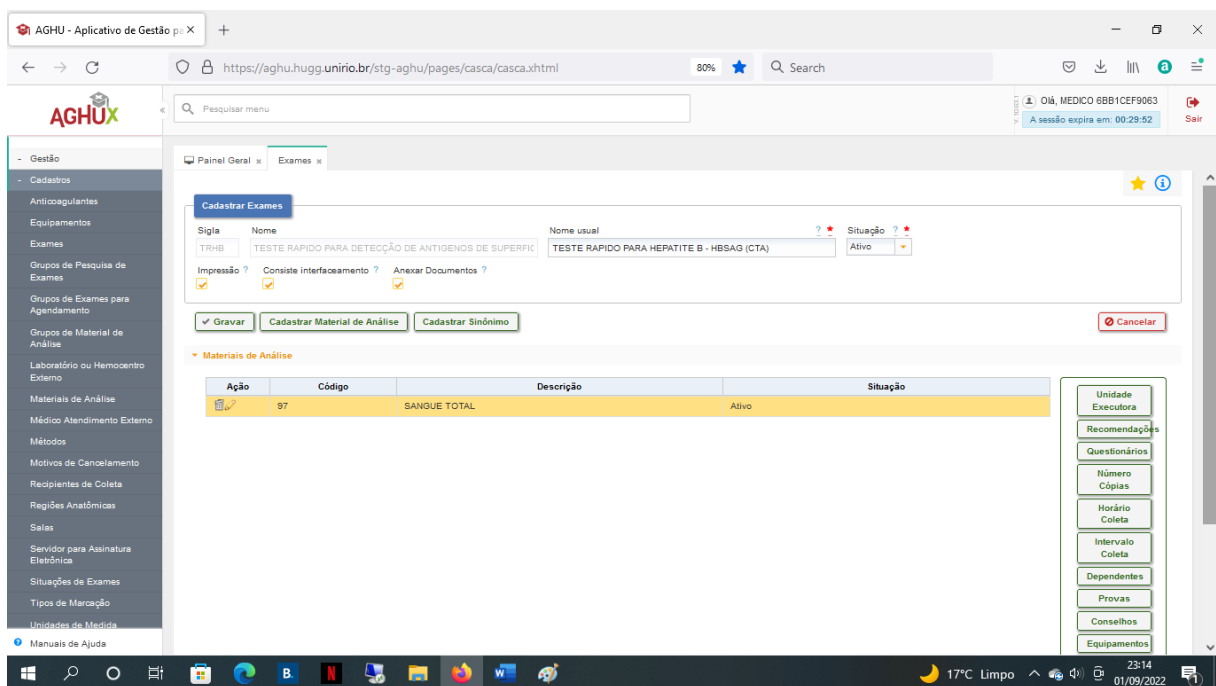 AGHU - Aplicativo de Gestão pa
https://aghu.hugg.unirio.br/stg-aghu/pages/casca/casca.xhtml
80%
Search
AGHUX
Pesquisar menu
Olá, MEDICO 6BB1CEF9063
A sessão expira em: 00:29:52
Sair
- Gestão
- Cadastros
Anticoagulantes
Equipamentos
Exames
Grupos de Pesquisa de
Exames
Grupos de Exames para
Agendamento
Grupos de Material de
Análise
Laboratório ou Hemocentro
Externo
Materiais de Análise
Médico Atendimento Externo
Métodos
Motivos de Cancelamento
Recipientes de Coleta
Regiões Anatômicas
Salas
Servidor para Assinatura
Eletrônica
Situações de Exames
Tipos de Marcação
Unidades de Medida
Manuais de Ajuda
Painel Geral
Exames
Cadastrar Exames
Sigla Nome Nome usual ? * Situação ? *
TRHB TESTE RAPIDO PARA DETECÇÃO DE ANTIGENOS DE SUPERFIC TESTE RAPIDO PARA HEPATITE B - HBSAG (CTA) Ativo
Impressão ? Consiste interfaceamento ? Anexar Documentos ?
Gravar Cadastrar Material de Análise Cadastrar Sinônimo Cancelar
Materiais de Análise
Ação Código Descrição Situação
97 SANGUE TOTAL Ativo
Unidade
Executora
Recomendações
Questionários
Número
Cópias
Horário
Coleta
Intervalo
Coleta
Dependentes
Provas
Conselhos
Equipamentos
17°C Limpo
23:14
01/09/2022